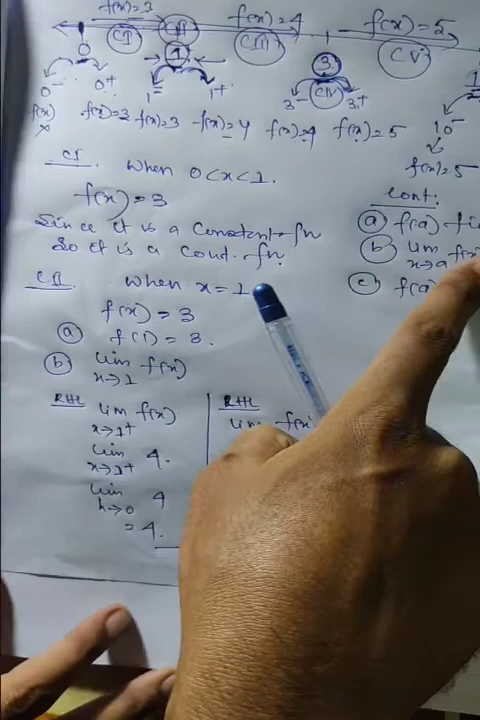 f(x)=3 f(x)=4 f(x)=5
CI CII CIII CIV CV
0 1 3
0⁻ 0⁺ 1⁻ 1⁺ 3⁻ 3⁺ 10⁻
f(x) f(x)=3 f(x)=3 f(x)=4 f(x)=4 f(x)=5
x f(x)=5
CI. When 0<x<1.
f(x)=3
Since it is a constant fn
So it is a cont. fn.
cont:
(a) f(a)
(b) lim f(x)
x→a
(c) f(a)
CII. When x=1
f(x)=3
(a) f(1)=3.
(b) lim f(x)
x→1
RHL lim f(x)
x→1+
lim 4.
x→1+
lim 4
h→0
=4.
RHL